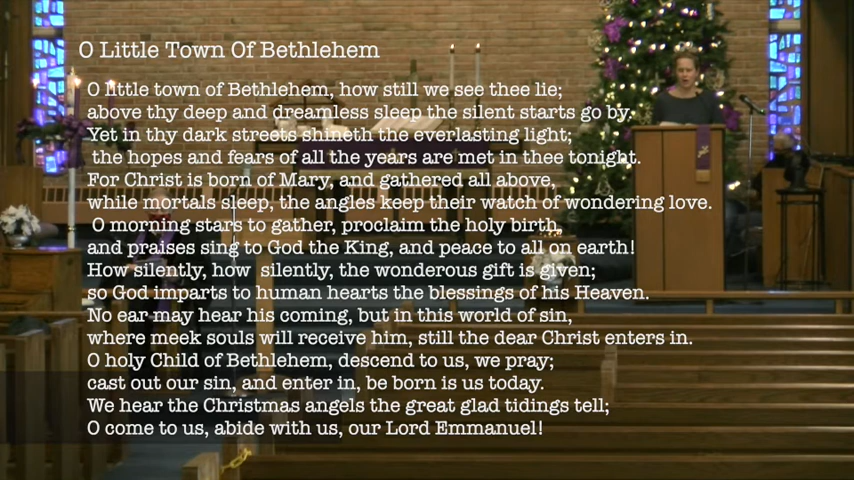 O Little Town Of Bethlehem
O little town of Bethlehem, how still we see thee lie;
above thy deep and dreamless sleep the silent starts go by.
Yet in thy dark streets shineth the everlasting light;
the hopes and fears of all the years are met in thee tonight.
For Christ is born of Mary, and gathered all above,
while mortals sleep, the angles keep their watch of wondering love.
O morning stars to gather, proclaim the holy birth,
and praises sing to God the King, and peace to all on earth!
How silently, how silently, the wonderous gift is given;
so God imparts to human hearts the blessings of his Heaven.
No ear may hear his coming, but in this world of sin,
where meek souls will receive him, still the dear Christ enters in.
O holy Child of Bethlehem, descend to us, we pray;
cast out our sin, and enter in, be born is us today.
We hear the Christmas angels the great glad tidings tell;
O come to us, abide with us, our Lord Emmanuel!